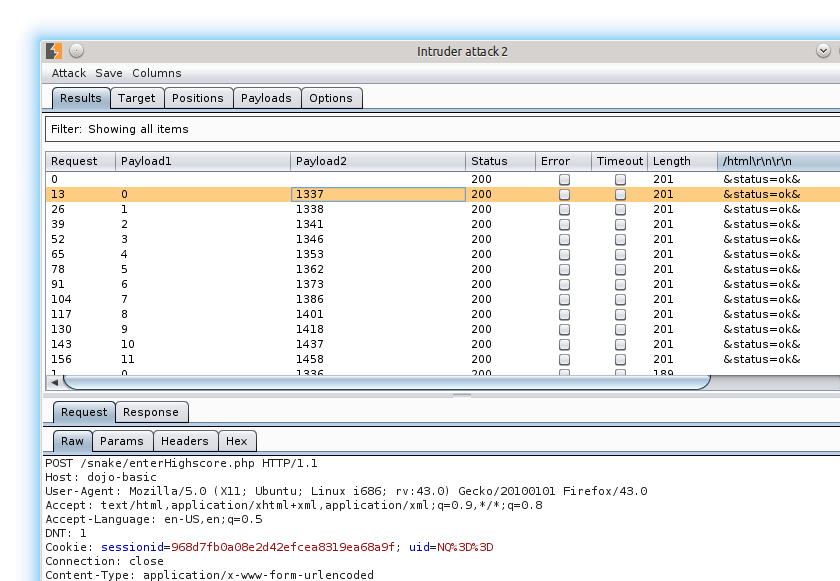 Intruder attack 2
Attack Save Columns
Results Target Positions Payloads Options
Filter: Showing all items
Request Payload1 Payload2 Status Error Timeout Length /html\r\n\r\n
0 200 201 &status=ok&
13 0 1337 200 201 &status=ok&
26 1 1338 200 201 &status=ok&
39 2 1341 200 201 &status=ok&
52 3 1346 200 201 &status=ok&
65 4 1353 200 201 &status=ok&
78 5 1362 200 201 &status=ok&
91 6 1373 200 201 &status=ok&
104 7 1386 200 201 &status=ok&
117 8 1401 200 201 &status=ok&
130 9 1418 200 201 &status=ok&
143 10 1437 200 201 &status=ok&
156 11 1458 200 201 &status=ok&
1 0 1336 200 189
Request Response
Raw Params Headers Hex
POST /snake/enterHighscore.php HTTP/1.1
Host: dojo-basic
User-Agent: Mozilla/5.0 (X11; Ubuntu; Linux i686; rv:43.0) Gecko/20100101 Firefox/43.0
Accept: text/html,application/xhtml+xml,application/xml;q=0.9,*/*;q=0.8
Accept-Language: en-US,en;q=0.5
DNT: 1
Cookie: sessionid=968d7fb0a08e2d42efcea8319ea68a9f; uid=NQ%3D%3D
Connection: close
Content-Type: application/x-www-form-urlencoded